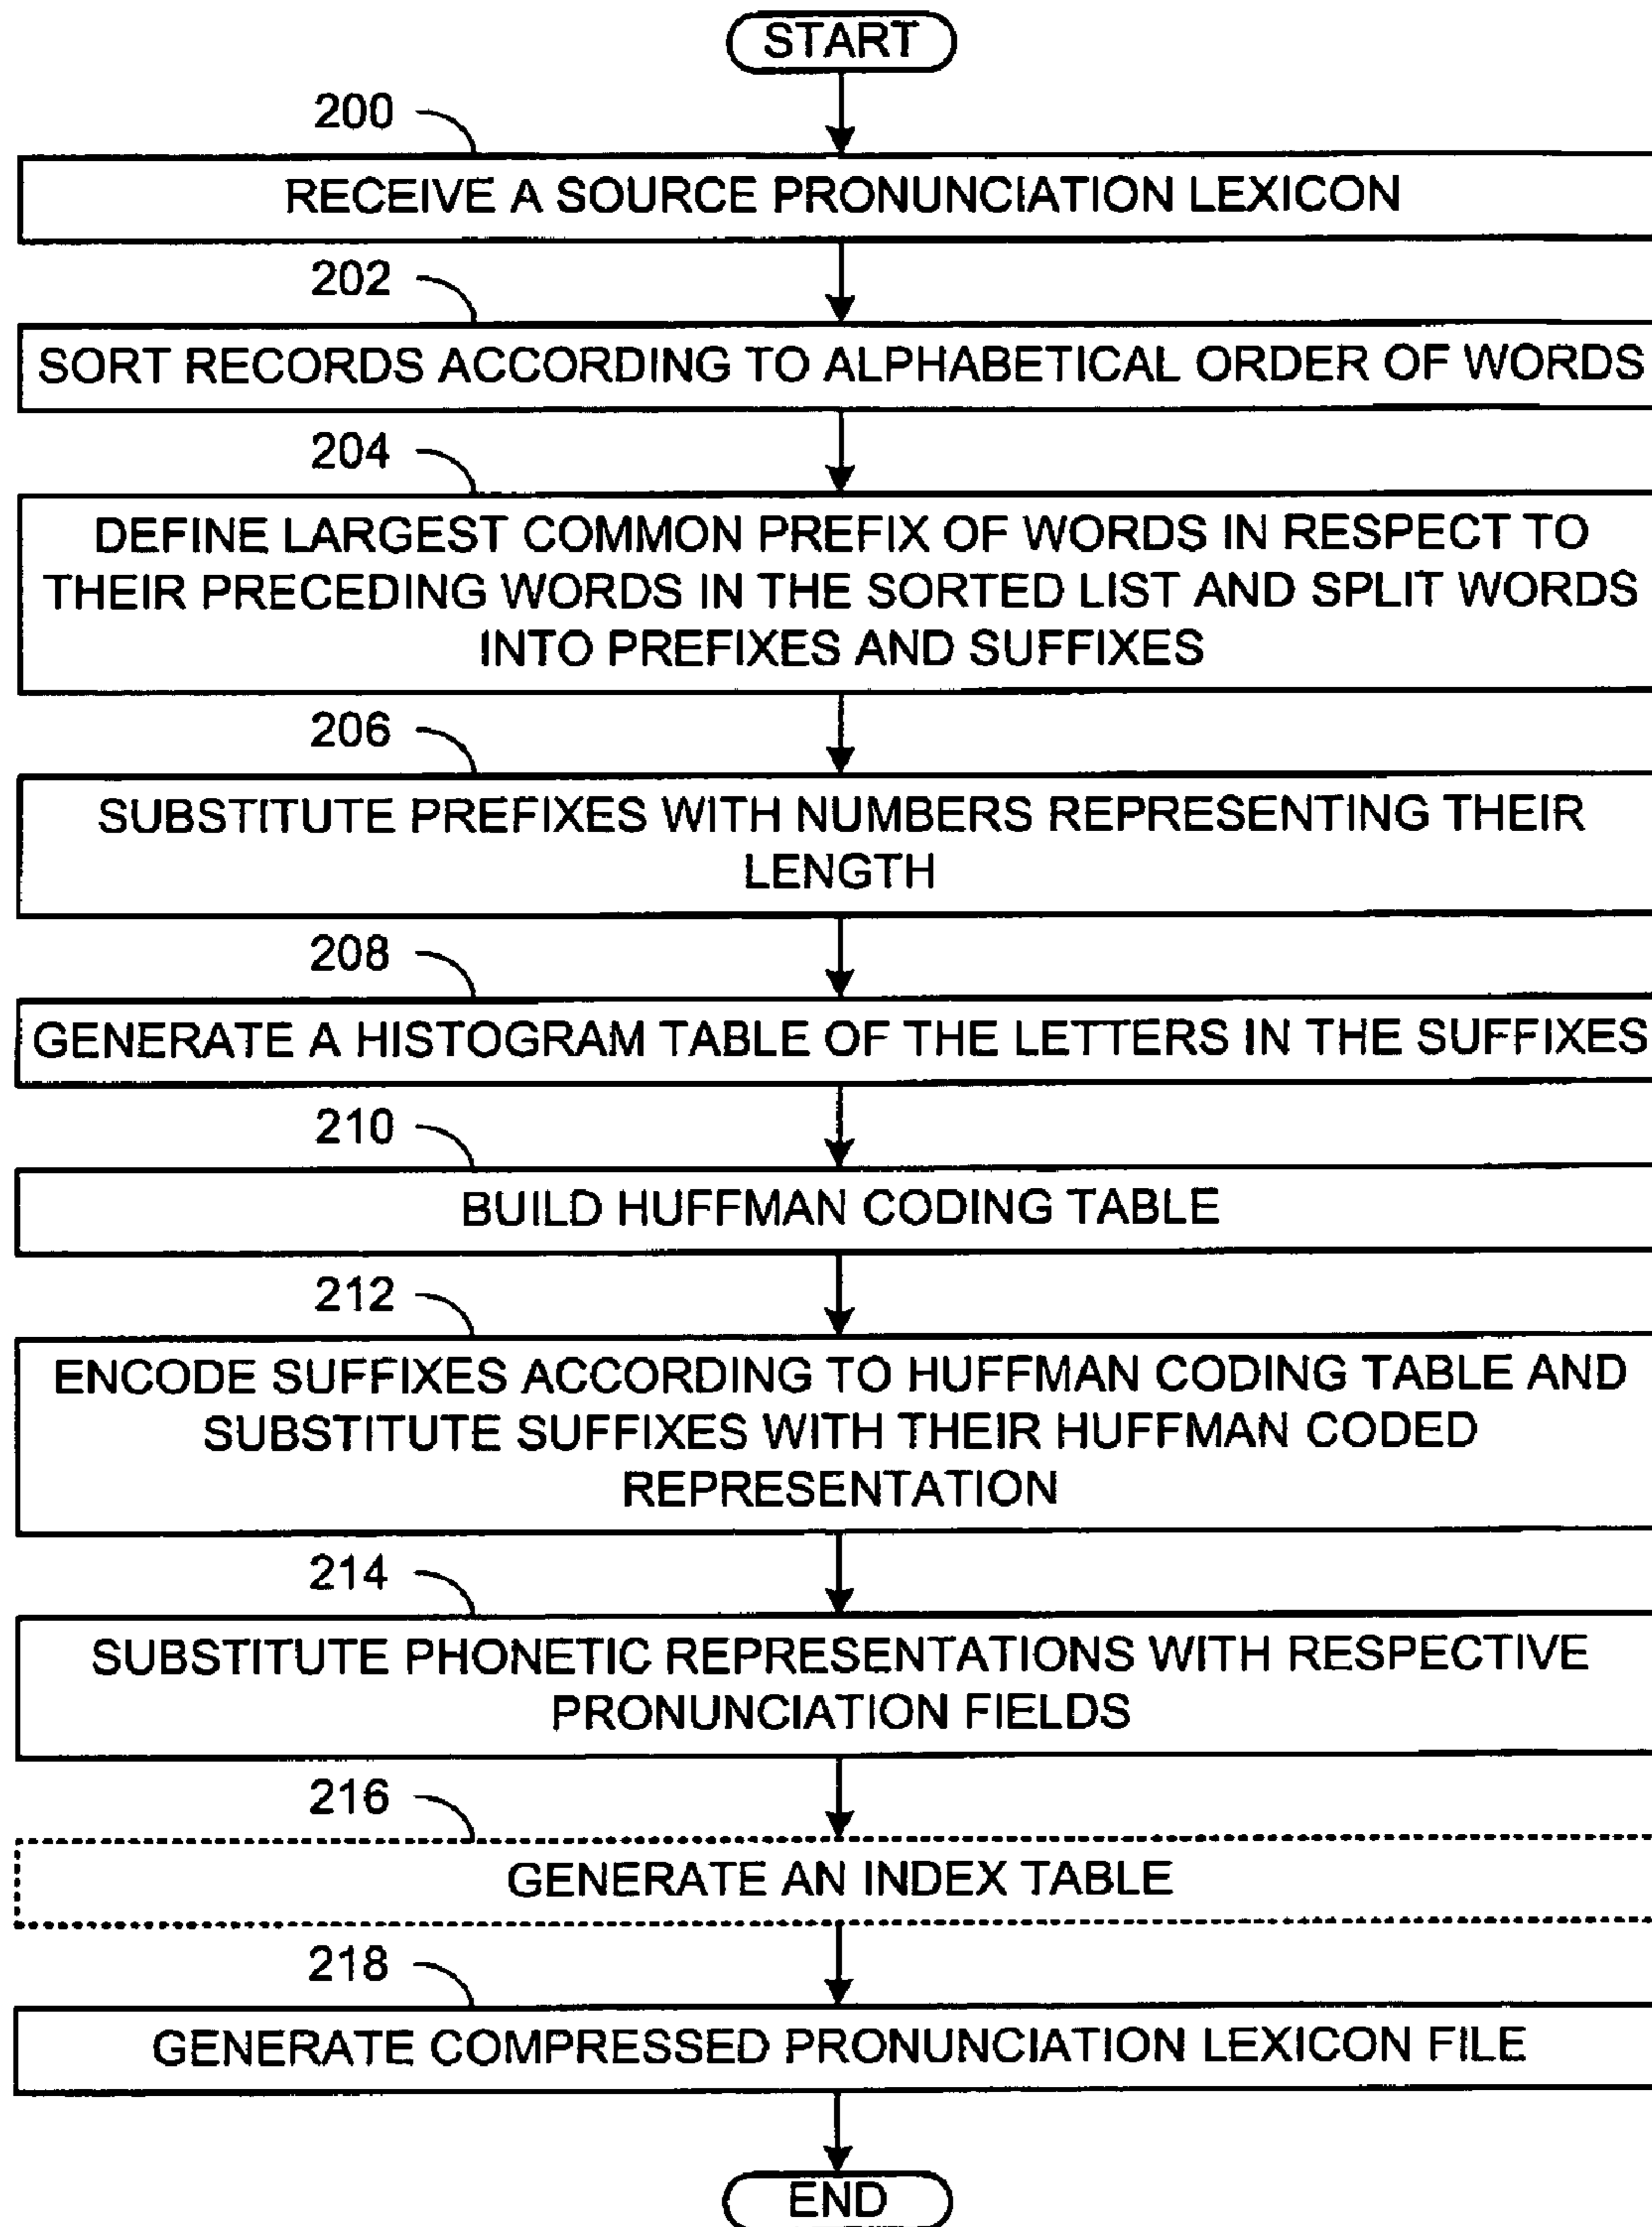 START
200
RECEIVE A SOURCE PRONUNCIATION LEXICON
202
SORT RECORDS ACCORDING TO ALPHABETICAL ORDER OF WORDS
204
DEFINE LARGEST COMMON PREFIX OF WORDS IN RESPECT TO
THEIR PRECEDING WORDS IN THE SORTED LIST AND SPLIT WORDS
INTO PREFIXES AND SUFFIXES
206
SUBSTITUTE PREFIXES WITH NUMBERS REPRESENTING THEIR
LENGTH
208
GENERATE A HISTOGRAM TABLE OF THE LETTERS IN THE SUFFIXES
210
BUILD HUFFMAN CODING TABLE
212
ENCODE SUFFIXES ACCORDING TO HUFFMAN CODING TABLE AND
SUBSTITUTE SUFFIXES WITH THEIR HUFFMAN CODED
REPRESENTATION
214
SUBSTITUTE PHONETIC REPRESENTATIONS WITH RESPECTIVE
PRONUNCIATION FIELDS
216
GENERATE AN INDEX TABLE
218
GENERATE COMPRESSED PRONUNCIATION LEXICON FILE
END